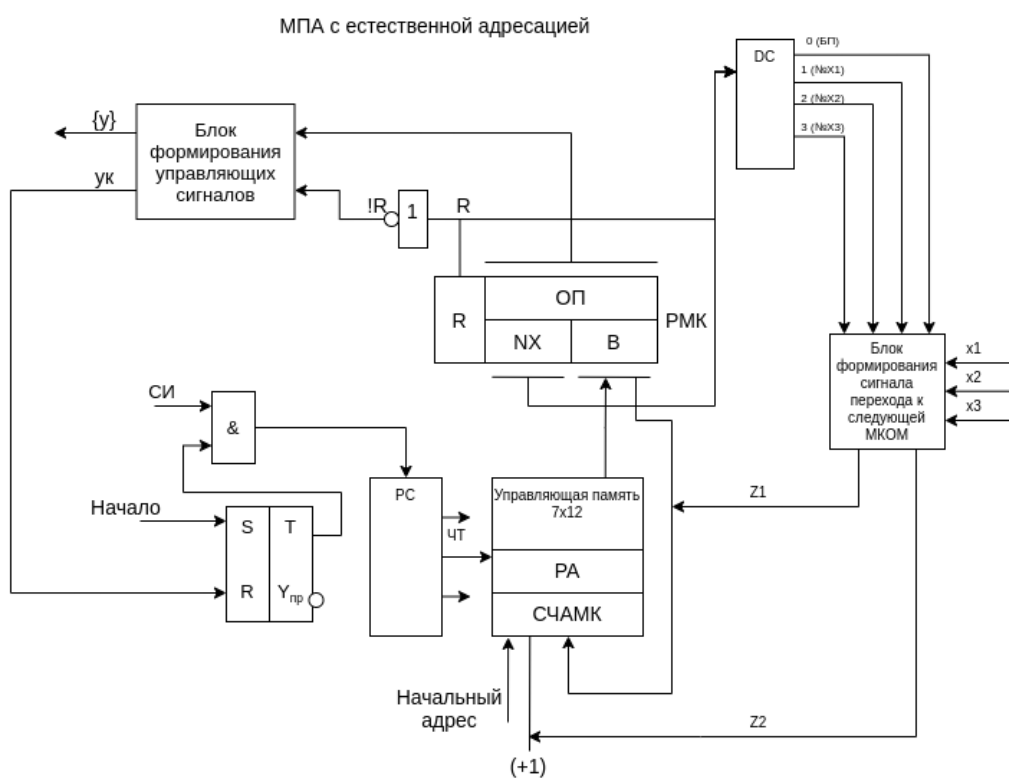 МПА с естественной адресацией
DC
0 (БП)
1 (№X1)
2 (№X2)
3 (№X3)
{y}
ук
Блок
формирования
управляющих
сигналов
!R
1
R
R
ОП
NX
B
РМК
Блок
формирования
сигнала
перехода к
следующей
МКОМ
x1
x2
x3
СИ
&
Начало
S
T
R
Yпр
РС
ЧТ
Управляющая память
7x12
РА
СЧАМК
Z1
Начальный
адрес
Z2
(+1)